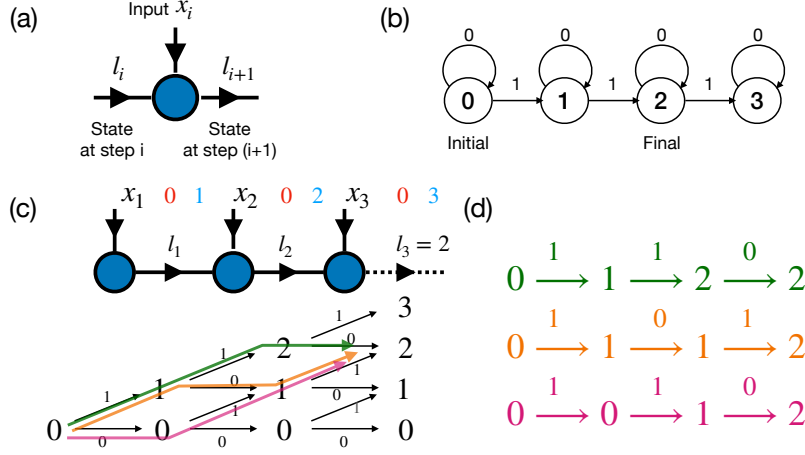 (a)
Input x_i
l_i
l_{i+1}
State at step i
State at step (i+1)
(b)
0 0 0 0
0 1 1 1 2 1 3
Initial
Final
(c)
x_1 0 1 x_2 0 2 x_3 0 3
l_1 l_2 l_3 = 2
3
1
2 0 2
1 1
1 0 1 0 1
1 1 1
0 0 0 0 0 0 0
(d)
1 1 0
0 1 2 2
1 0 1
0 1 1 2
1 1 0
0 0 1 2